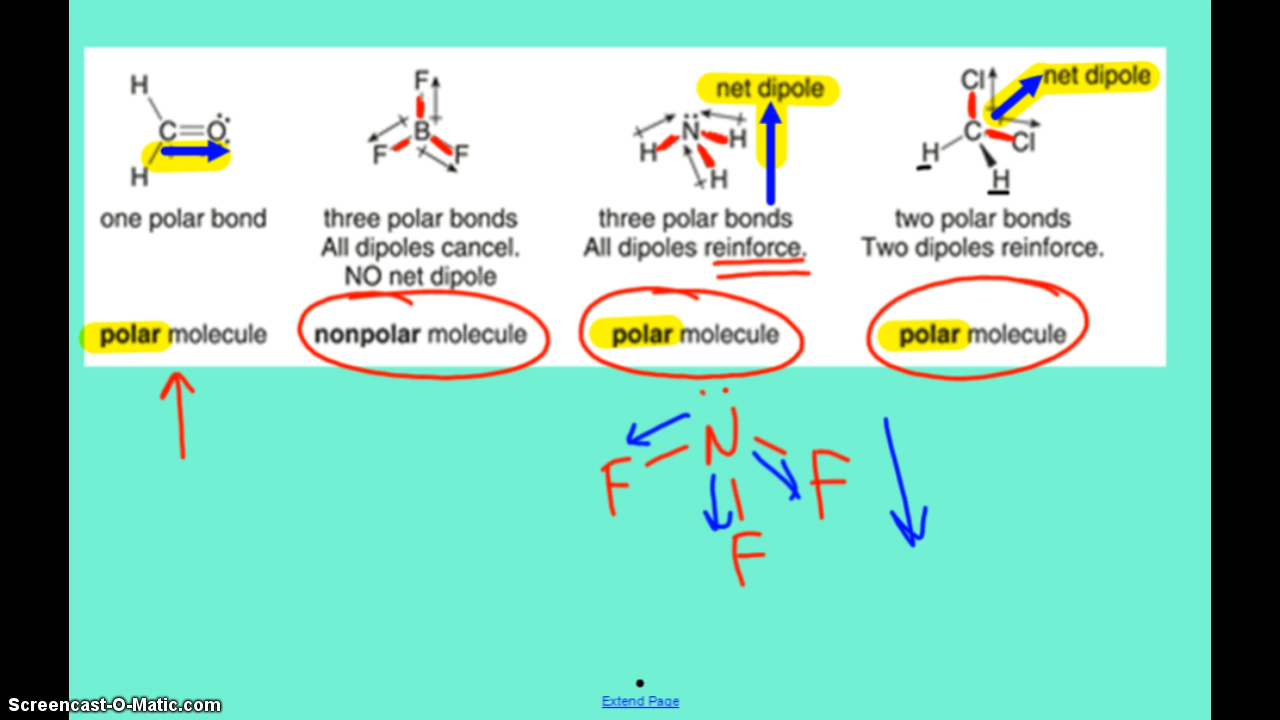 H
C=O
H
one polar bond
polar molecule
F
B
F F
three polar bonds
All dipoles cancel.
NO net dipole
nonpolar molecule
net dipole
N
H H
H
three polar bonds
All dipoles reinforce.
polar molecule
net dipole
Cl
C
Cl
H
H
two polar bonds
Two dipoles reinforce.
polar molecule
N
F F
F
Extend Page
Screencast-O-Matic.com